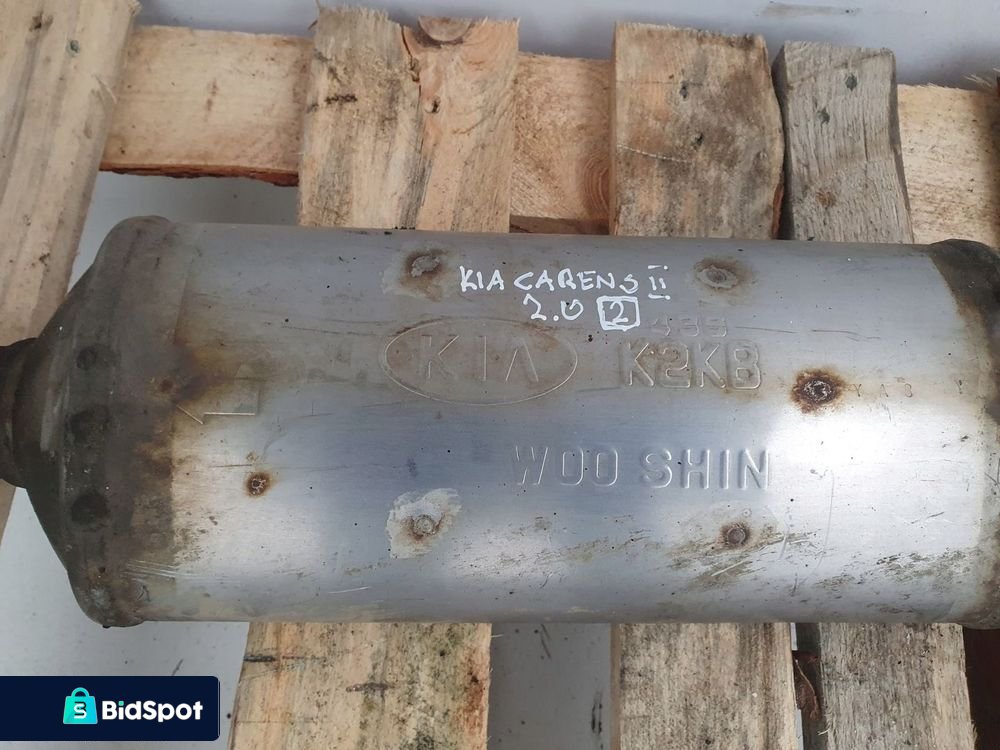 KIA CARENS II
2.0 2
KIA
K2KB
WOO SHIN
BidSpot